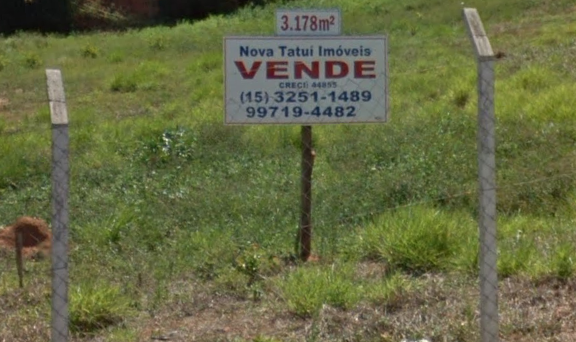 3.178m²
Nova Tatuí Imóveis
VENDE
CRECI: 44955
(15) 3251-1489
99719-4482